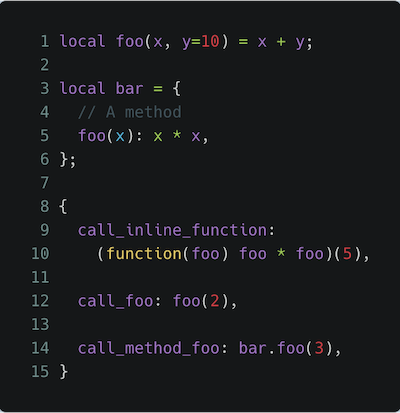 1 local foo(x, y=10) = x + y;
2
3 local bar = {
4   // A method
5   foo(x): x * x,
6 };
7
8 {
9   call_inline_function:
10     (function(foo) foo * foo)(5),
11
12   call_foo: foo(2),
13
14   call_method_foo: bar.foo(3),
15 }